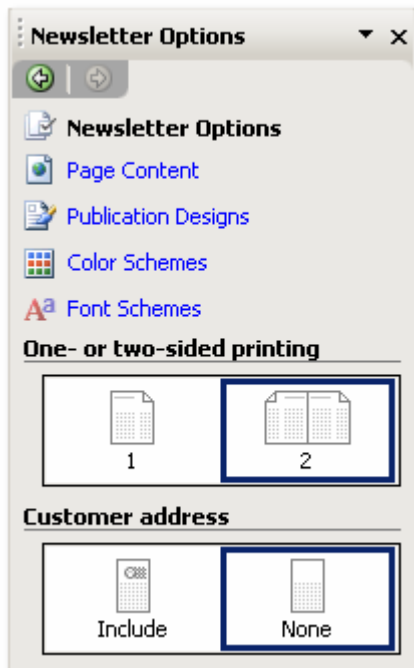 Newsletter Options
Newsletter Options
Page Content
Publication Designs
Color Schemes
Aa Font Schemes
One- or two-sided printing
1 2
Customer address
Include None